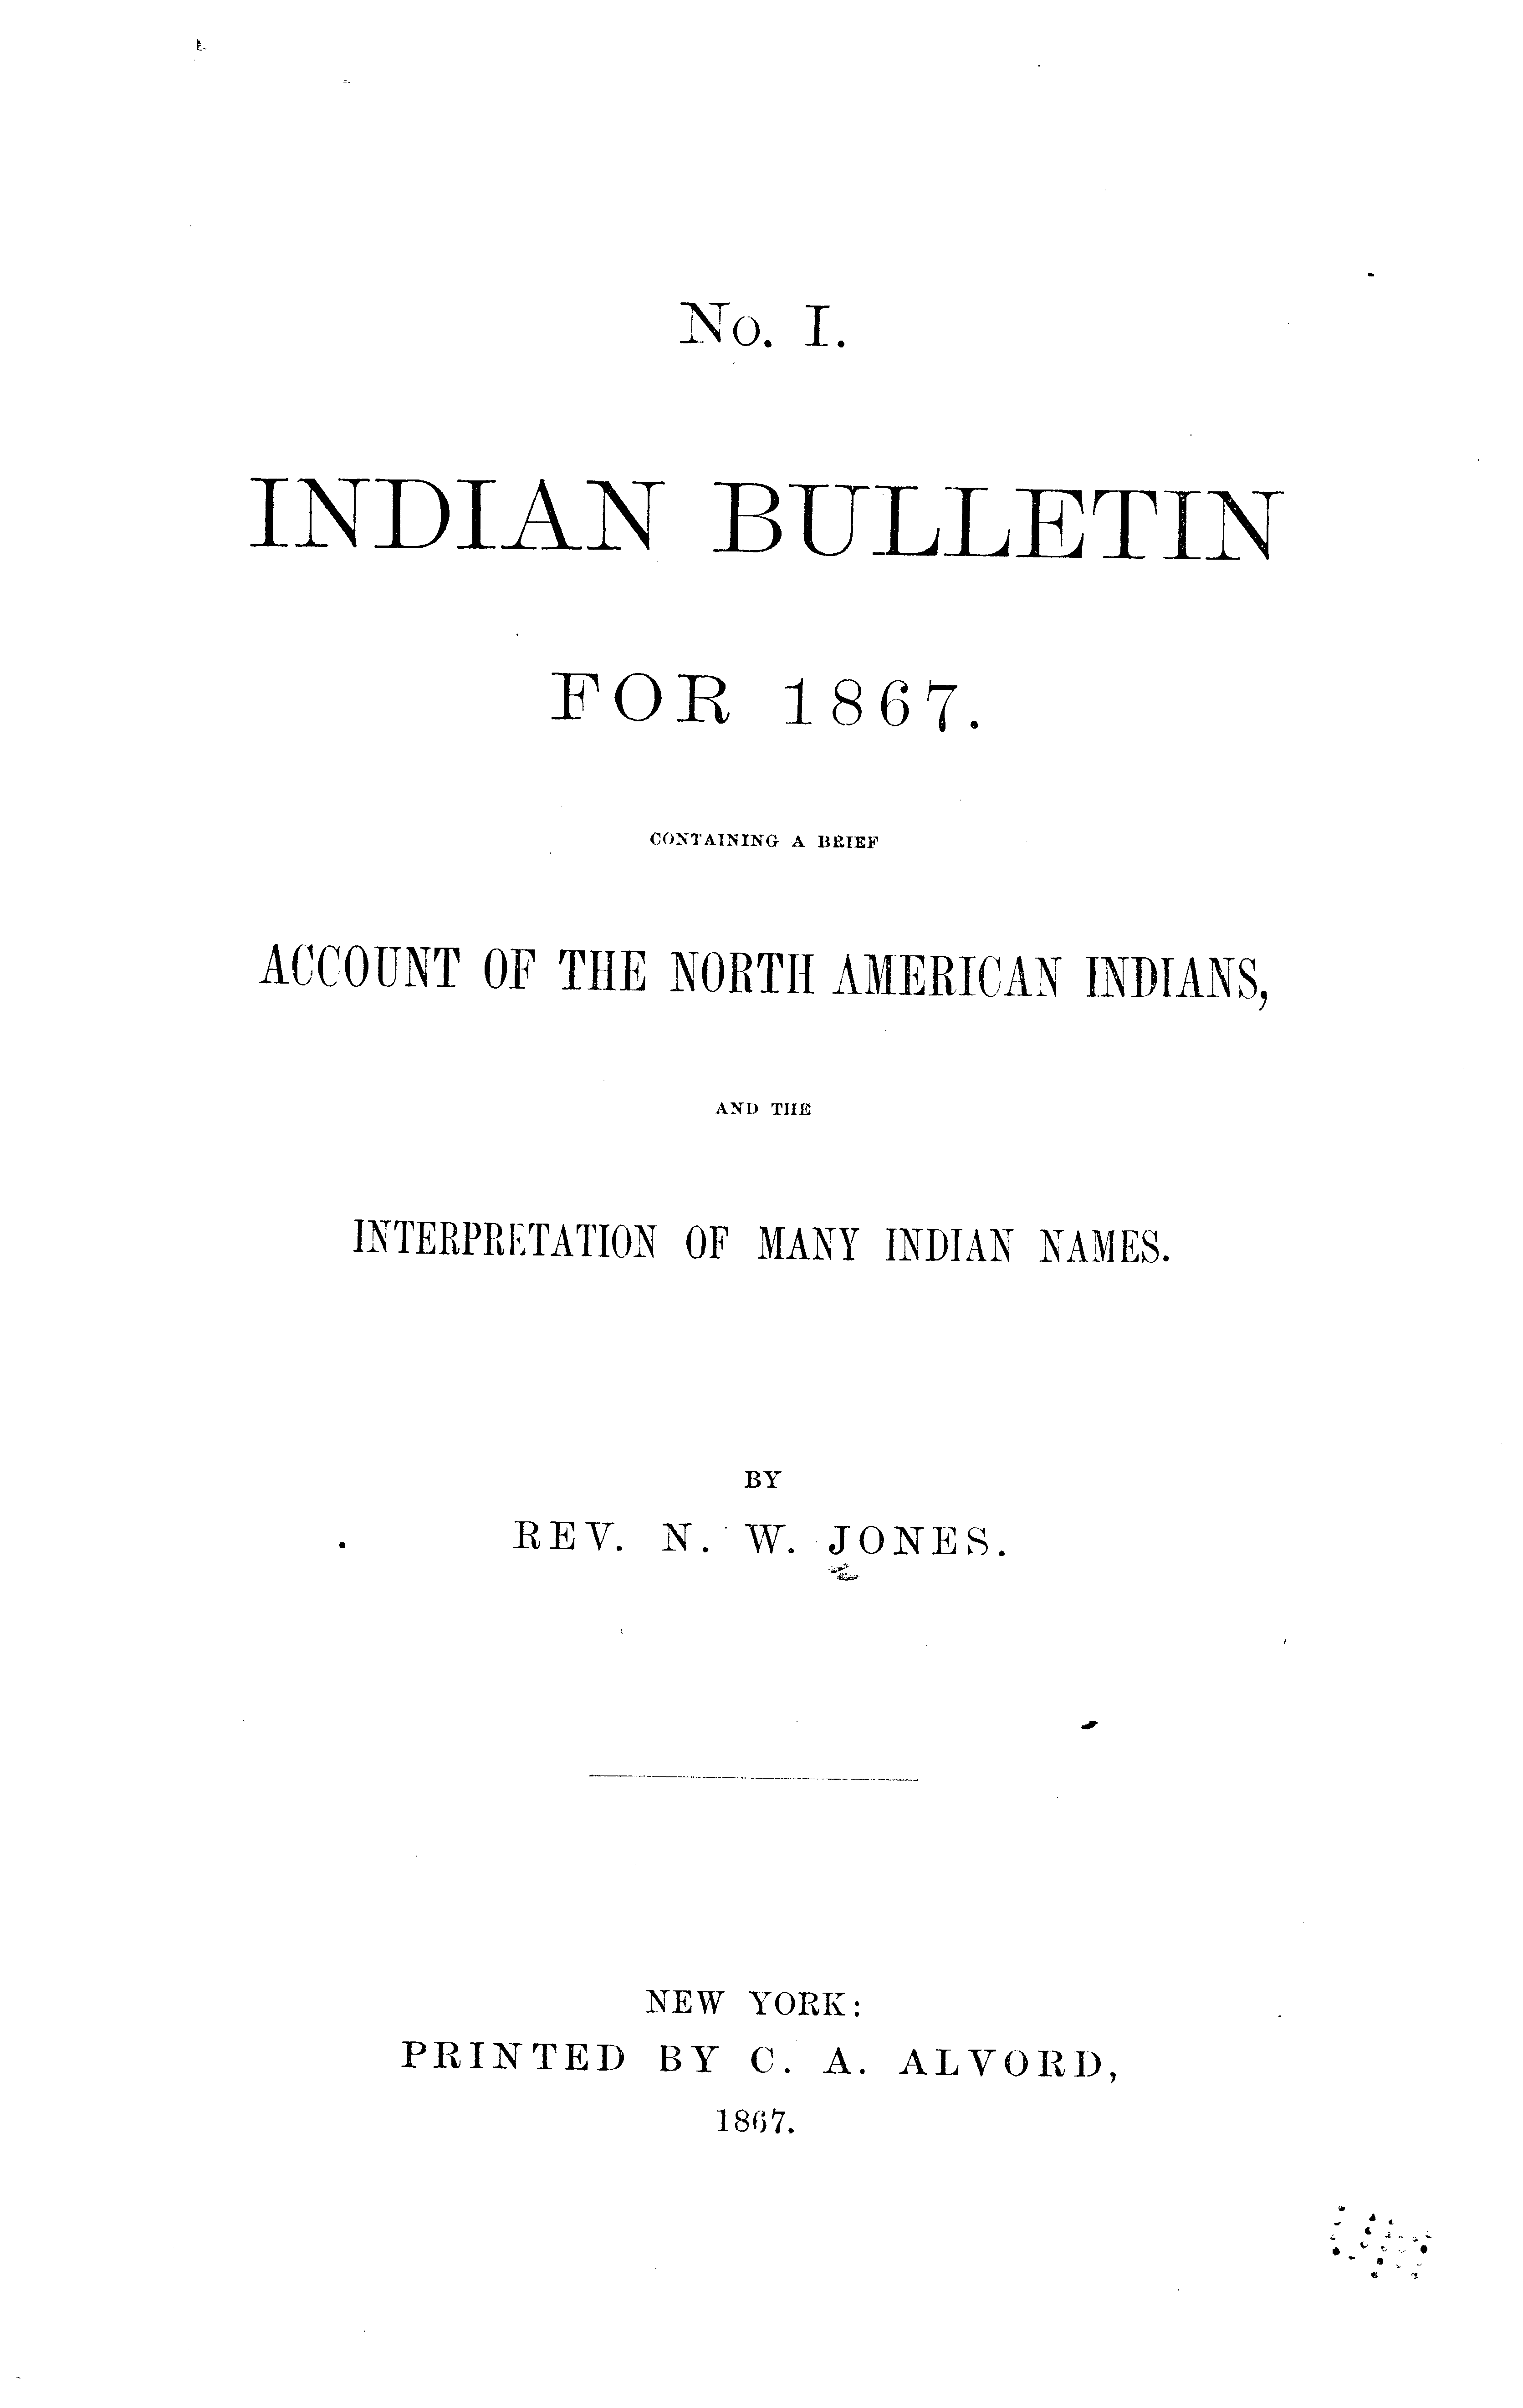 No. I.
INDIAN BULLETIN
FOR 1867.
CONTAINING A BRIEF
ACCOUNT OF THE NORTH AMERICAN INDIANS,
AND THE
INTERPRETATION OF MANY INDIAN NAMES.
BY
REV. N. W. JONES.
NEW YORK:
PRINTED BY C. A. ALVORD,
1867.